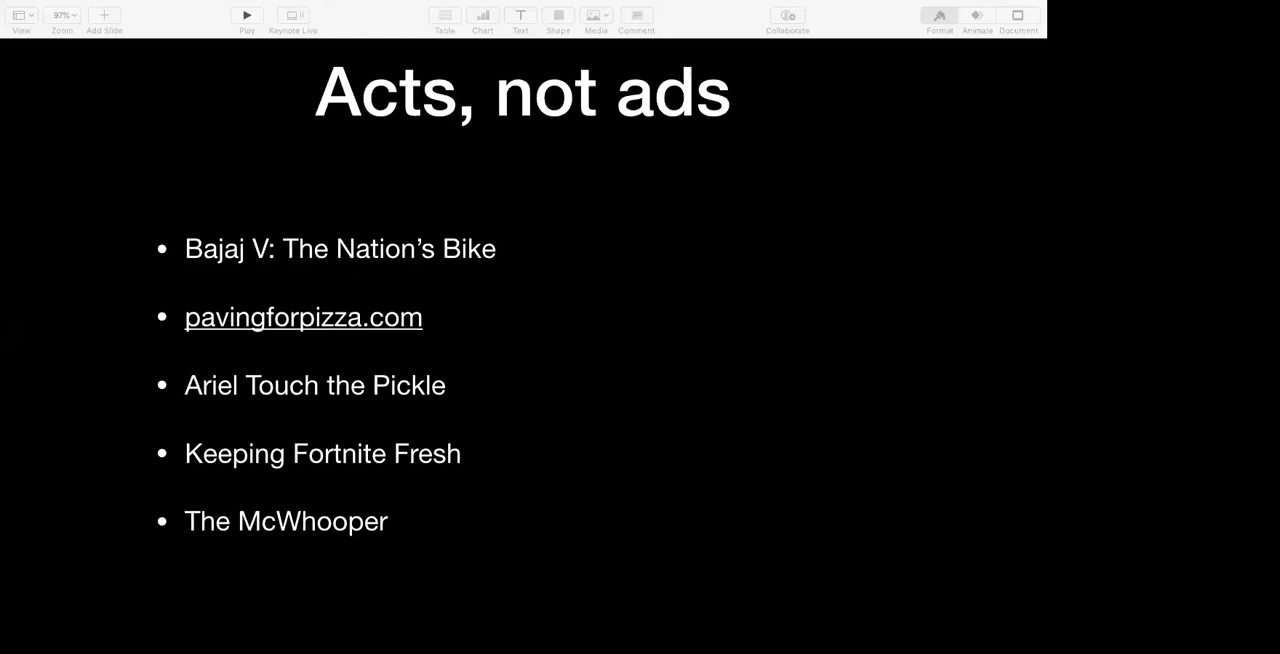 View
97%
Zoom
Add Slide
Play
Keynote Live
Table
Chart
Text
Shape
Media
Comment
Collaborate
Format
Animate
Document
Acts, not ads
• Bajaj V: The Nation’s Bike
• pavingforpizza.com
• Ariel Touch the Pickle
• Keeping Fortnite Fresh
• The McWhooper